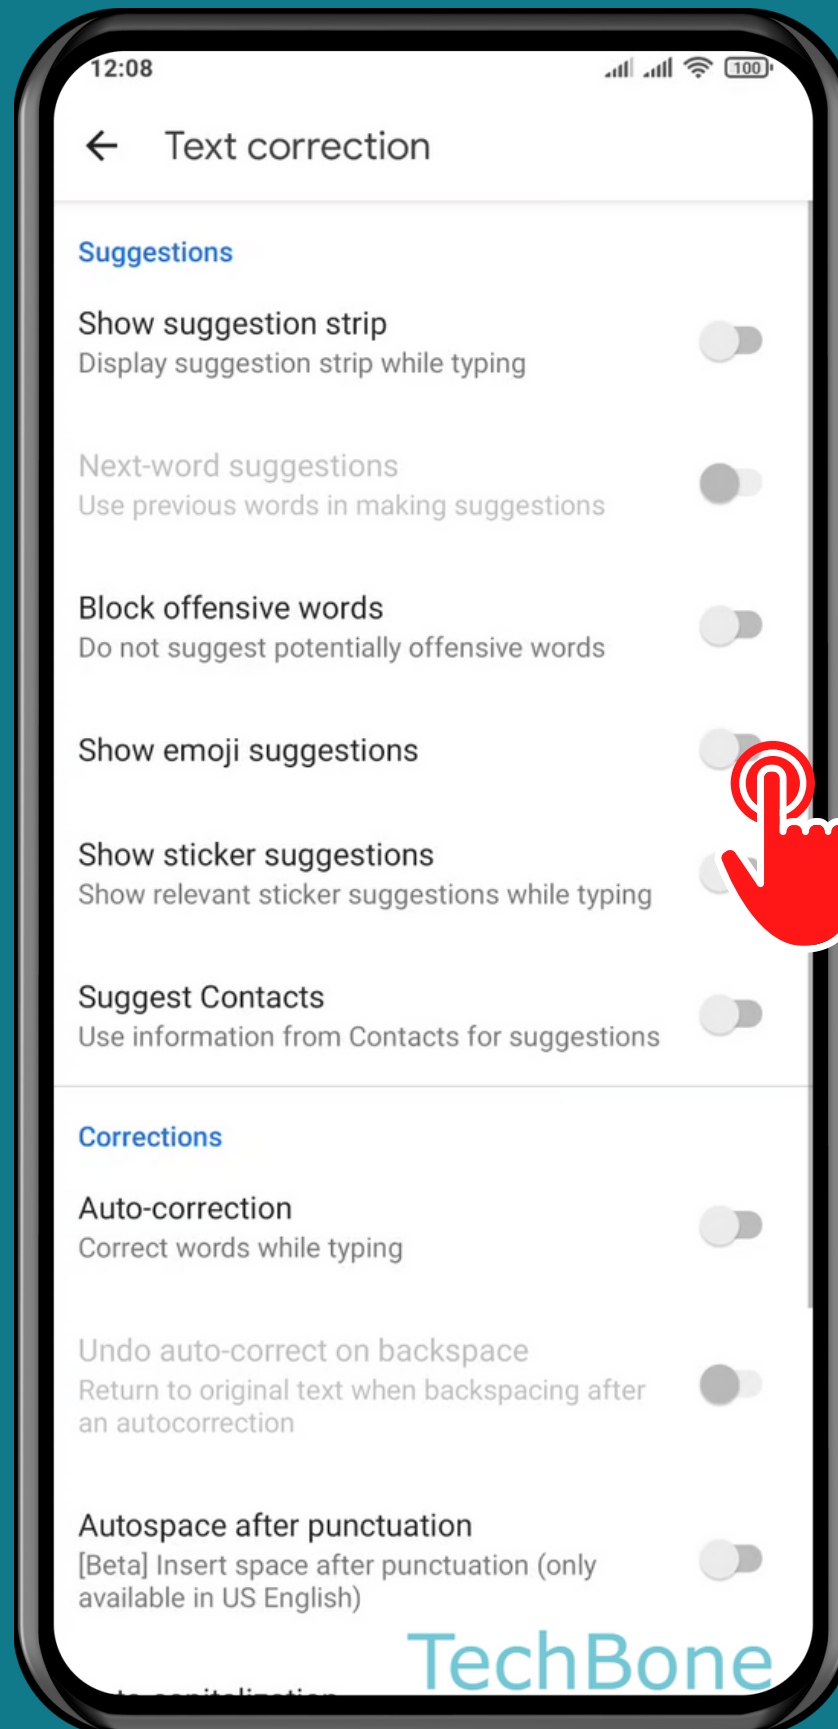 12:08
100
Text correction
Suggestions
Show suggestion strip
Display suggestion strip while typing
Next-word suggestions
Use previous words in making suggestions
Block offensive words
Do not suggest potentially offensive words
Show emoji suggestions
Show sticker suggestions
Show relevant sticker suggestions while typing
Suggest Contacts
Use information from Contacts for suggestions
Corrections
Auto-correction
Correct words while typing
Undo auto-correct on backspace
Return to original text when backspacing after
an autocorrection
Autospace after punctuation
[Beta] Insert space after punctuation (only
available in US English)
TechBone